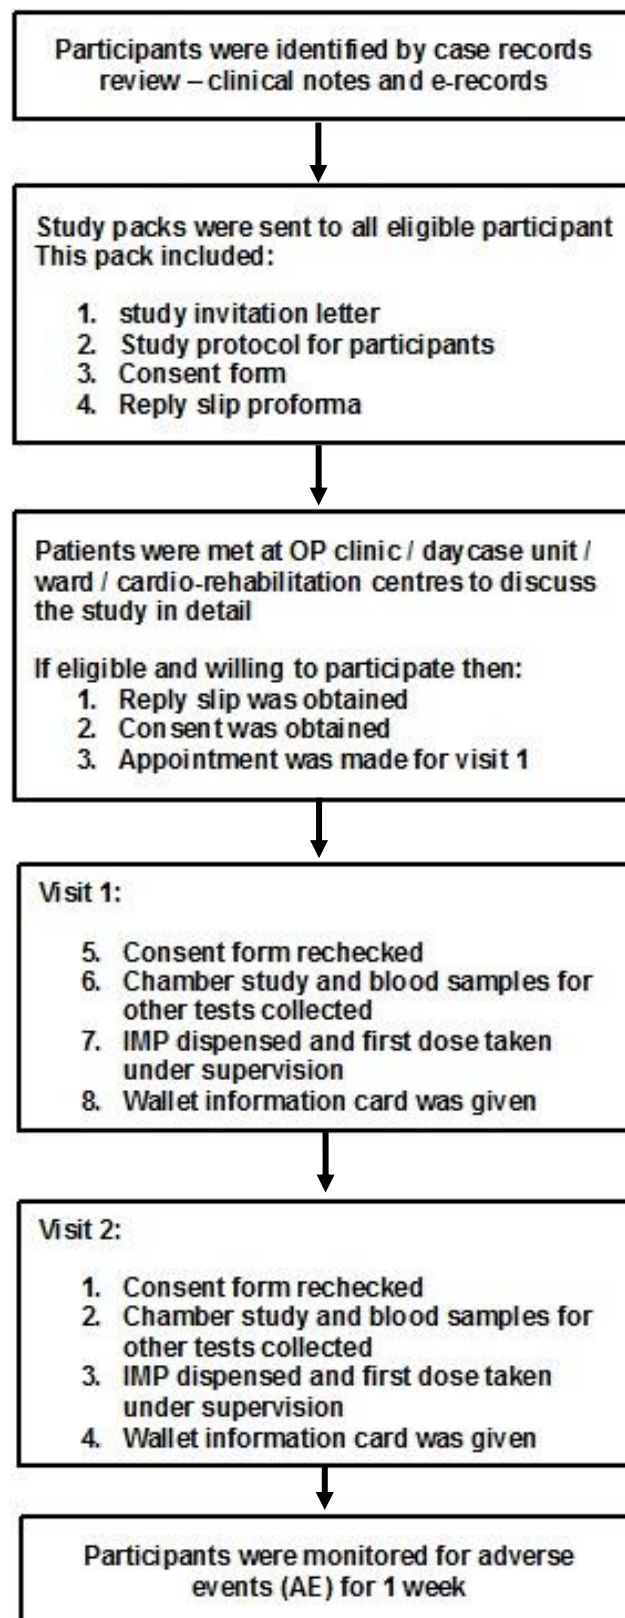 Participants were identified by case records
review – clinical notes and e-records
Study packs were sent to all eligible participant
This pack included:
1. study invitation letter
2. Study protocol for participants
3. Consent form
4. Reply slip proforma
Patients were met at OP clinic / daycase unit /
ward / cardio-rehabilitation centres to discuss
the study in detail
If eligible and willing to participate then:
1. Reply slip was obtained
2. Consent was obtained
3. Appointment was made for visit 1
Visit 1:
5. Consent form rechecked
6. Chamber study and blood samples for
other tests collected
7. IMP dispensed and first dose taken
under supervision
8. Wallet information card was given
Visit 2:
1. Consent form rechecked
2. Chamber study and blood samples for
other tests collected
3. IMP dispensed and first dose taken
under supervision
4. Wallet information card was given
Participants were monitored for adverse
events (AE) for 1 week